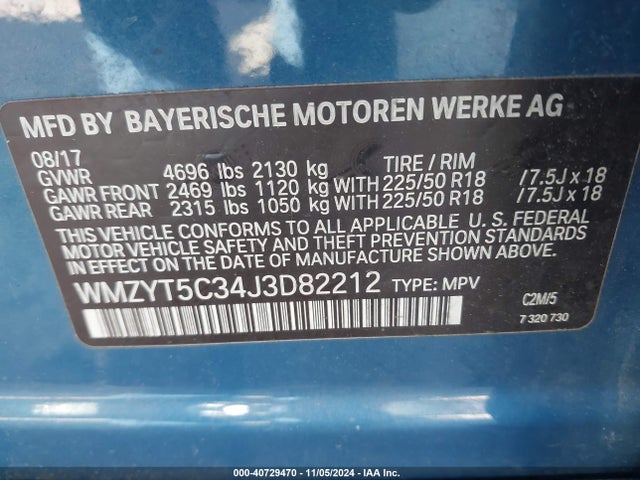 MFD BY BAYERISCHE MOTOREN WERKE AG
08/17 TIRE / RIM
GVWR 4696 lbs 2130 kg
GAWR FRONT 2469 lbs 1120 kg WITH 225/50 R18 /7.5J x 18
GAWR REAR 2315 lbs 1050 kg WITH 225/50 R18 /7.5J x 18
THIS VEHICLE CONFORMS TO ALL APPLICABLE U. S. FEDERAL
MOTOR VEHICLE SAFETY AND THEFT PREVENTION STANDARDS
IN EFFECT ON THE DATE OF MANUFACTURE SHOWN ABOVE.
WMZYT5C34J3D82212 TYPE: MPV
C2M/5
7 320 730
000-40729470 - 11/05/2024 - IAA Inc.